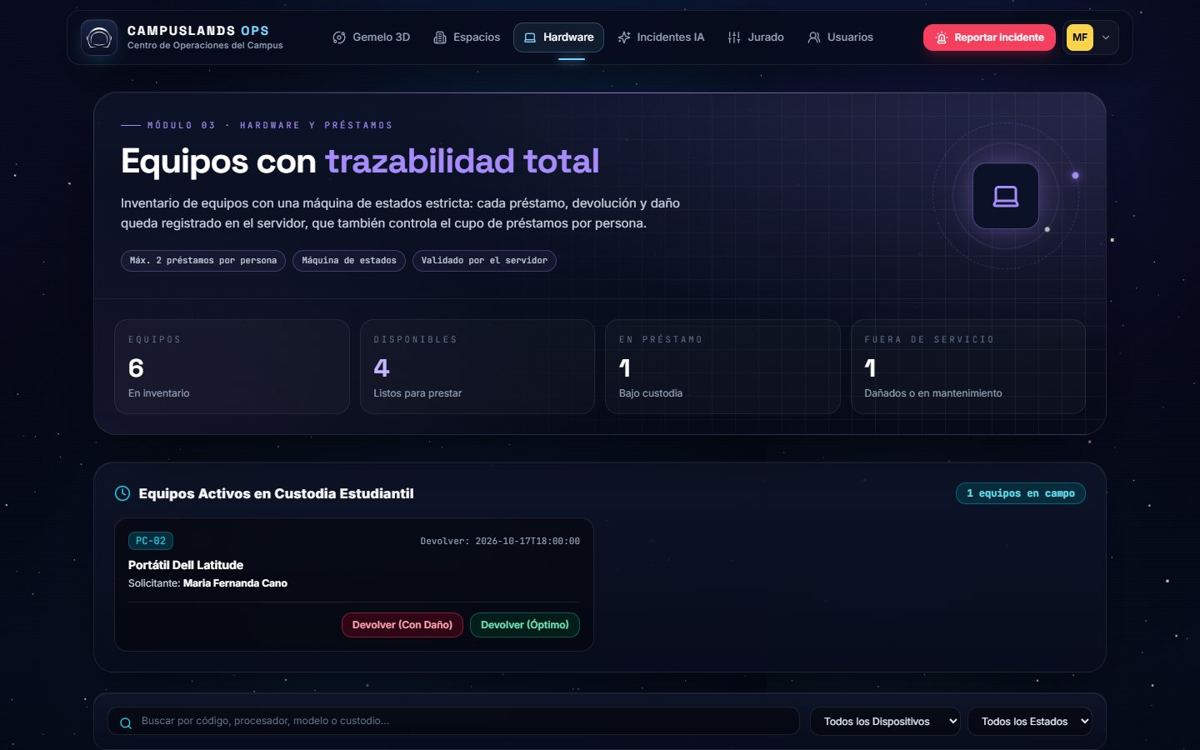 CAMPUSLANDS OPS
Centro de Operaciones del Campus
Gemelo 3D
Espacios
Hardware
Incidentes IA
Jurado
Usuarios
Reportar Incidente
MF
MÓDULO 03 · HARDWARE Y PRÉSTAMOS
Equipos con trazabilidad total
Inventario de equipos con una máquina de estados estricta: cada préstamo, devolución y daño
queda registrado en el servidor, que también controla el cupo de préstamos por persona.
Máx. 2 préstamos por persona
Máquina de estados
Validado por el servidor
EQUIPOS
6
En inventario
DISPONIBLES
4
Listos para prestar
EN PRÉSTAMO
1
Bajo custodia
FUERA DE SERVICIO
1
Dañados o en mantenimiento
Equipos Activos en Custodia Estudiantil
1 equipos en campo
PC-02
Devolver: 2026-10-17T18:00:00
Portátil Dell Latitude
Solicitante: Maria Fernanda Cano
Devolver (Con Daño)
Devolver (Óptimo)
Buscar por código, procesador, modelo o custodio...
Todos los Dispositivos
Todos los Estados